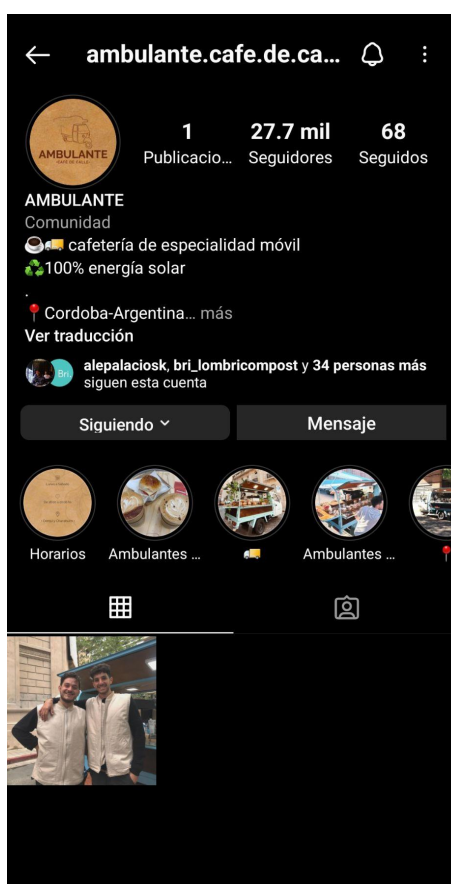 ambulante.cafe.de.ca...
AMBULANTE
-CAFE DE CALLE-
1
Publicacio...
27.7 mil
Seguidores
68
Seguidos
AMBULANTE
Comunidad
☕🚚 cafetería de especialidad móvil
♻️100% energía solar
.
📍Cordoba-Argentina... más
Ver traducción
Bri.
alepalaciosk, bri_lombricompost y 34 personas más
siguen esta cuenta
Siguiendo
Mensaje
Horarios
Ambulantes ...
🚚
Ambulantes ...
📍